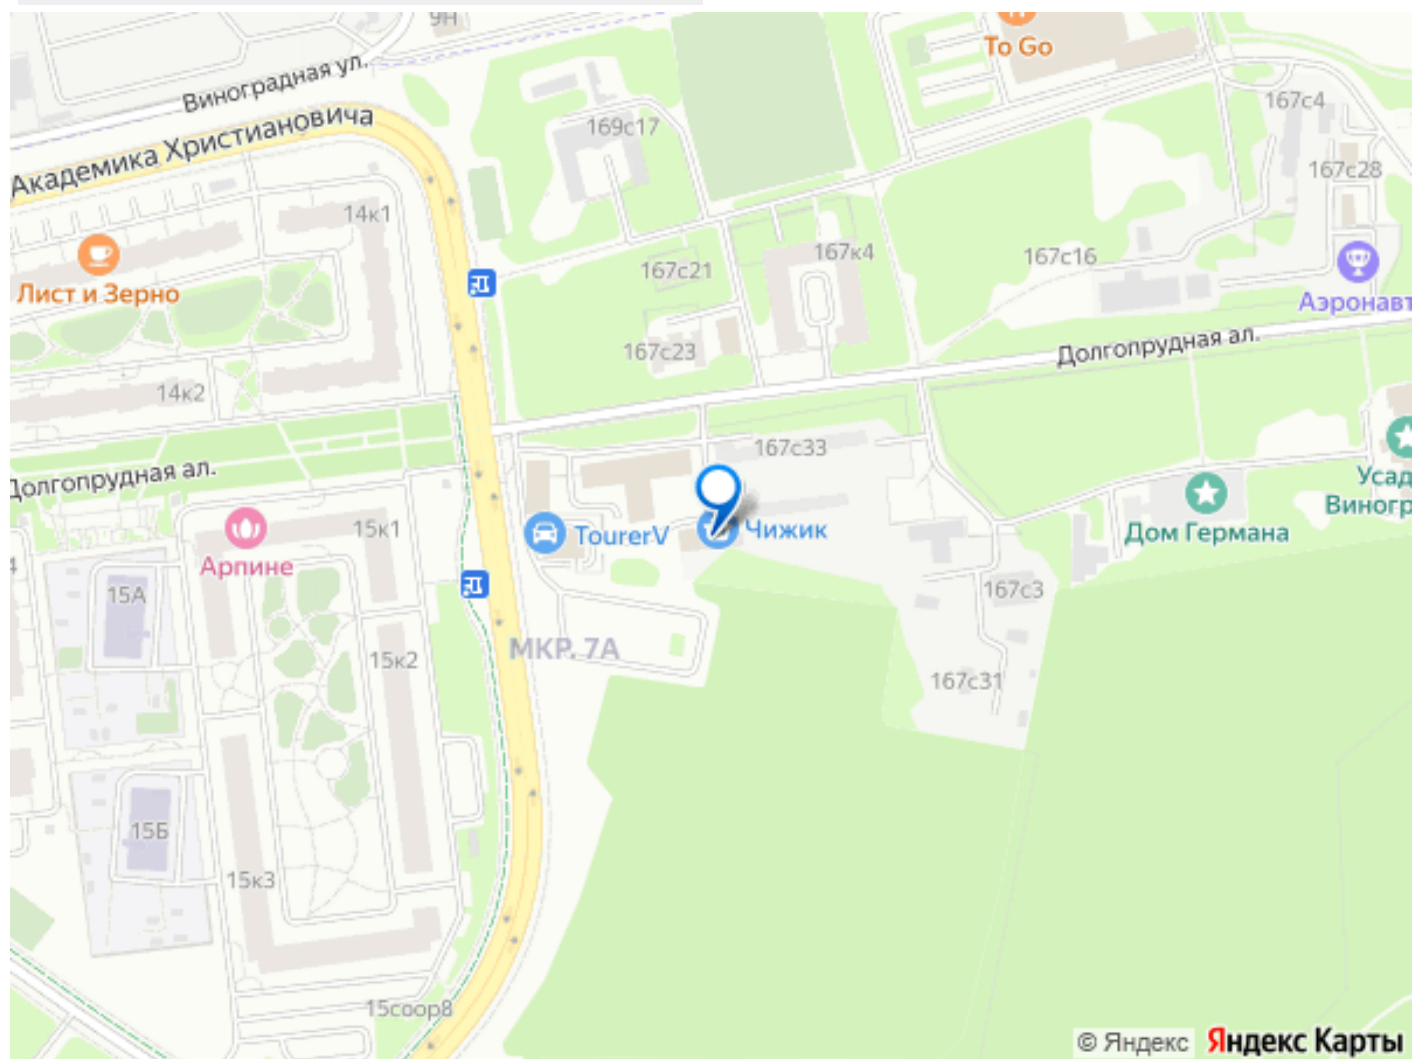 9Н
To Go
Виноградная ул.
167с4
Академика Христиановича
169с17
167с28
14к1
167с21
167к4
167с16
Лист и Зерно
Аэронавт
167с23
Долгопрудная ал.
14к2
167с33
Долгопрудная ал.
Усад
Виногр
15к1
TourerV
Чижик
Дом Германа
Арпине
15А
167с3
МКР. 7А
15к2
167с31
15Б
15к3
15соор8
© Яндекс Яндекс Карты